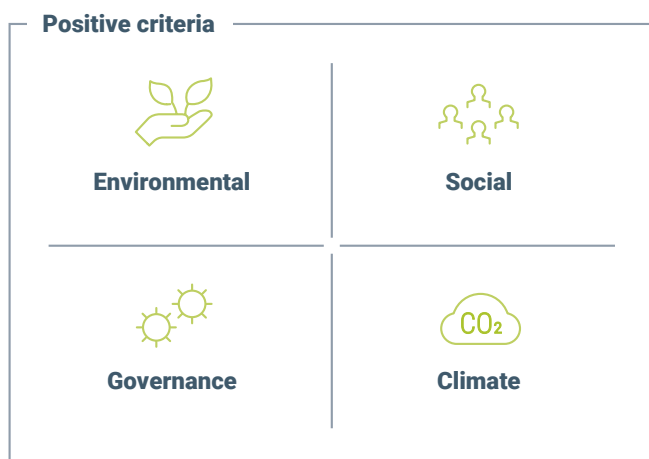 Positive criteria
Environmental
Social
Governance
CO₂
Climate